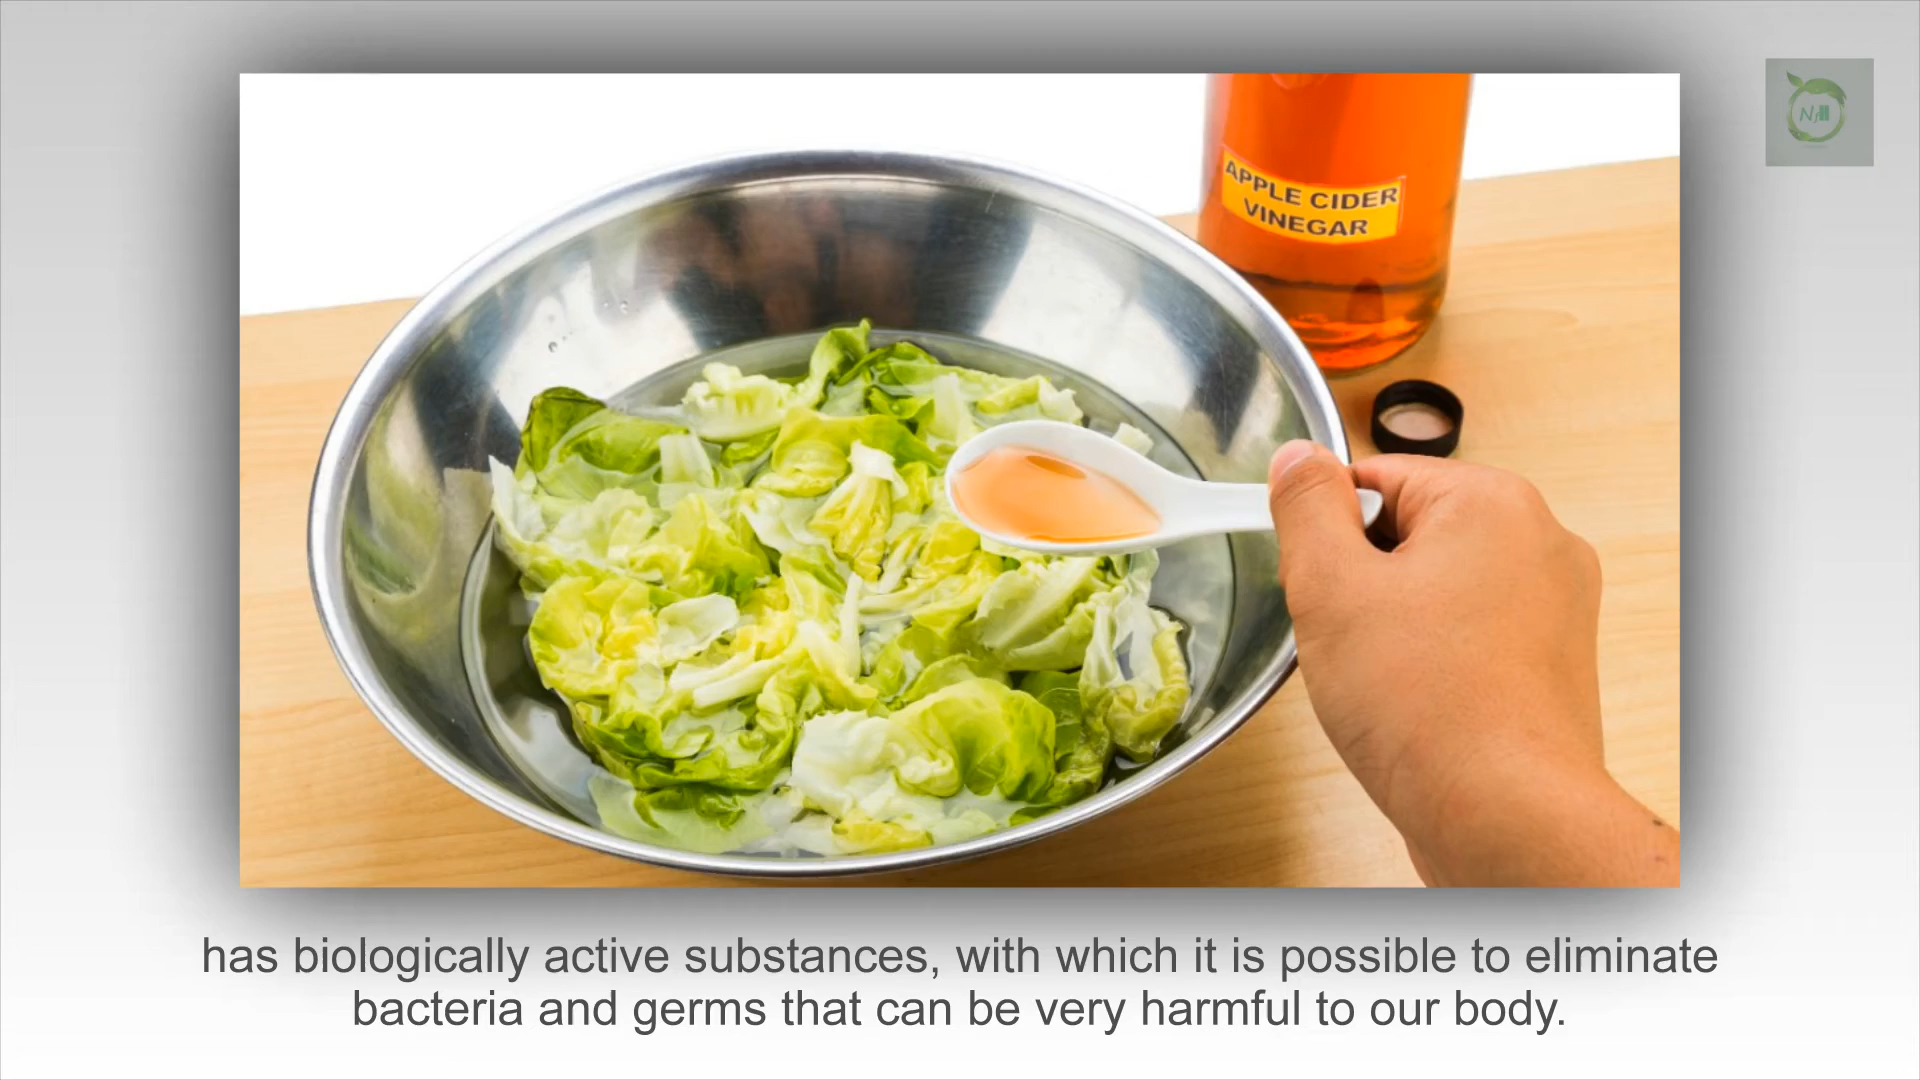 APPLE CIDER
VINEGAR
has biologically active substances, with which it is possible to eliminate
bacteria and germs that can be very harmful to our body.